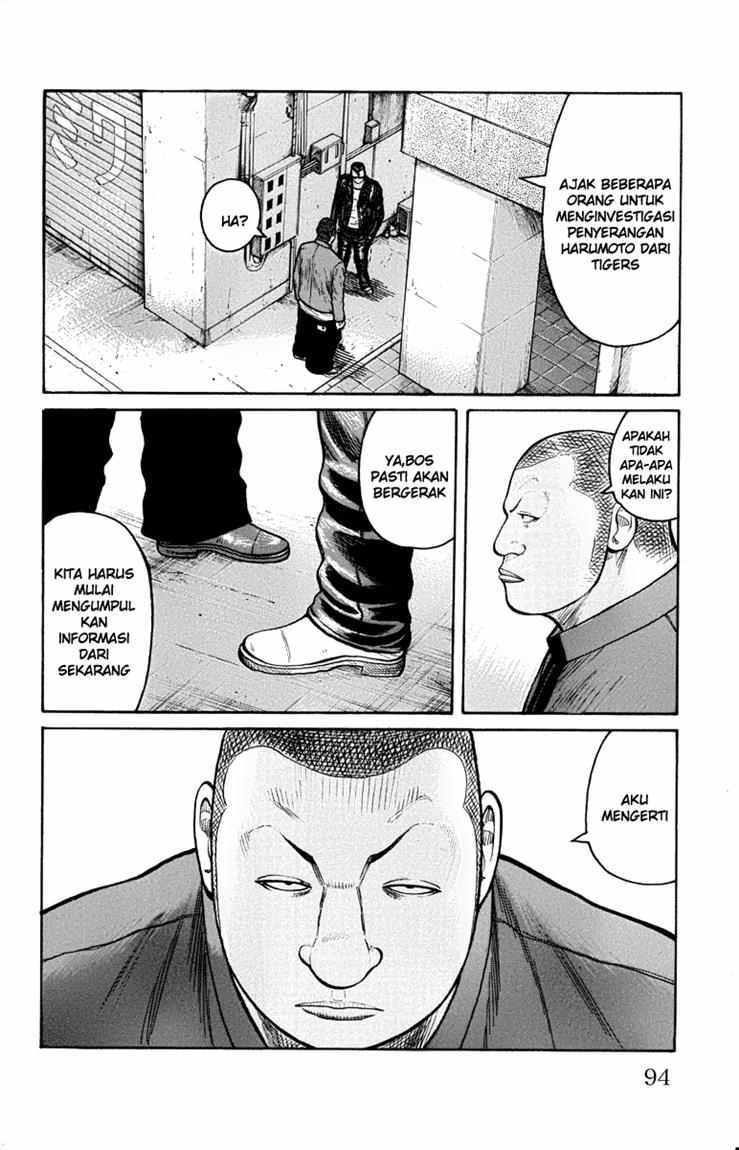 AJAK BEBERAPA
ORANG UNTUK
MENGINVESTIGASI
PENYERANGAN
HARUMOTO DARI
TIGERS
HA?
APAKAH
TIDAK
APA-APA
MELAKU
KAN INI?
YA,BOS
PASTI AKAN
BERGERAK
KITA HARUS
MULAI
MENGUMPUL
KAN
INFORMASI
DARI
SEKARANG
AKU
MENGERTI
94